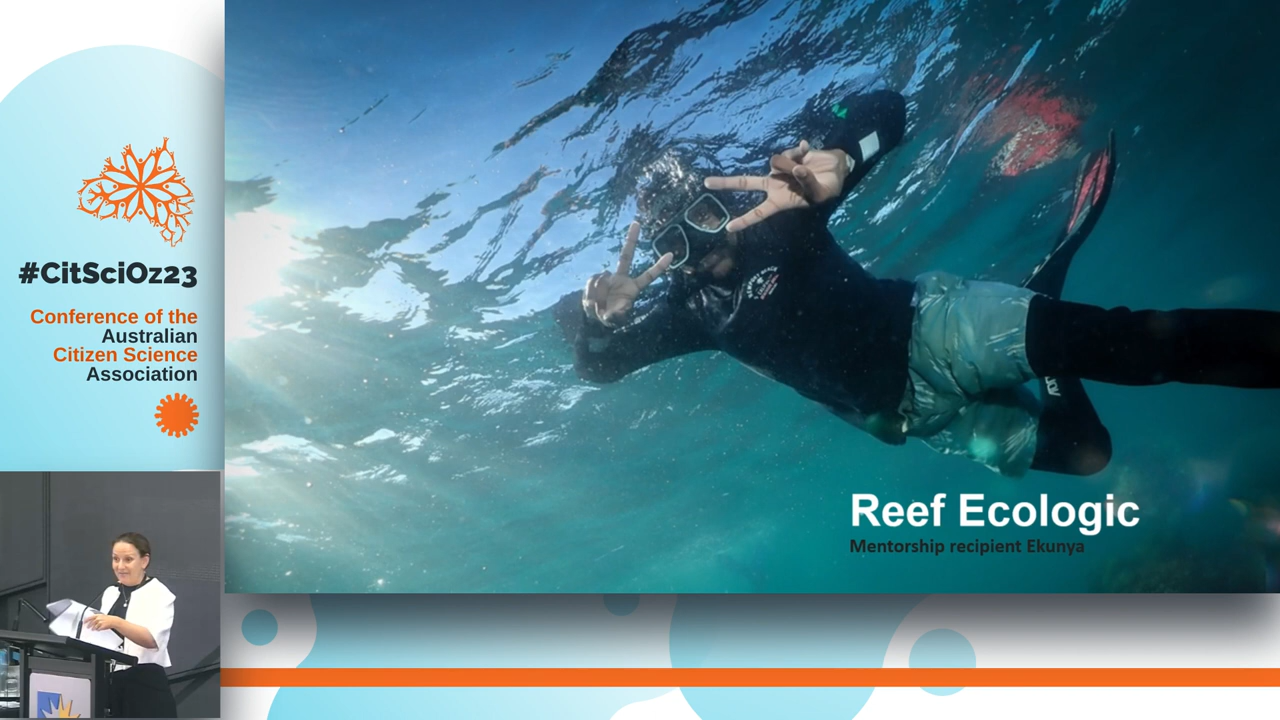 #CitSciOz23
Conference of the
Australian
Citizen Science
Association
Reef Ecologic
Mentorship recipient Ekunya